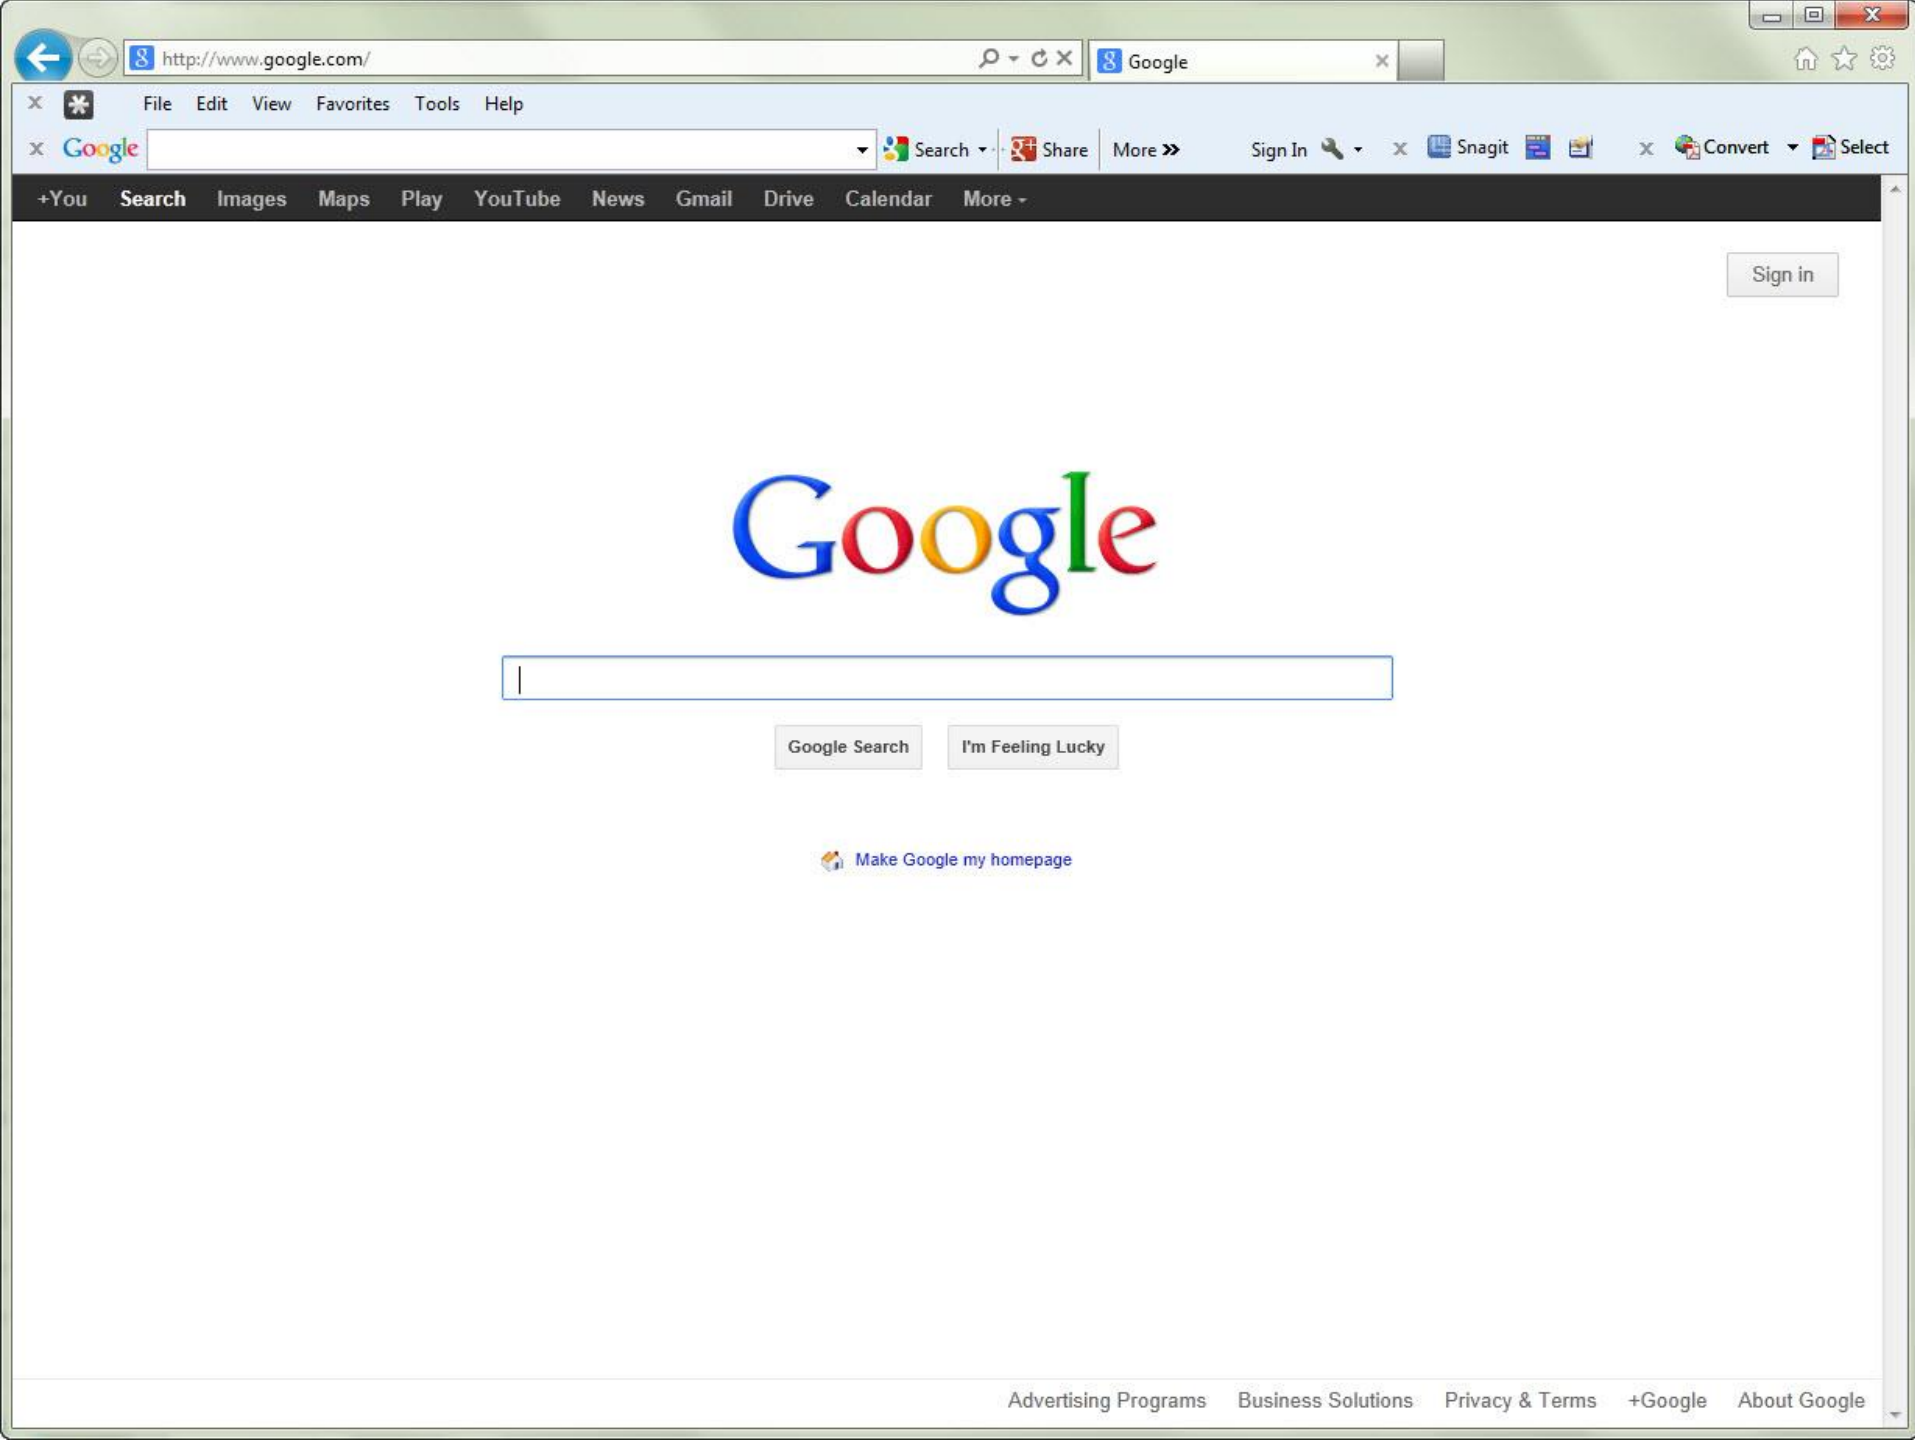 http://www.google.com/ Google
File Edit View Favorites Tools Help
Google Search Share More » Sign In Snagit Convert Select
+You Search Images Maps Play YouTube News Gmail Drive Calendar More
Sign in
Google
Google Search I'm Feeling Lucky
Make Google my homepage
Advertising Programs Business Solutions Privacy & Terms +Google About Google